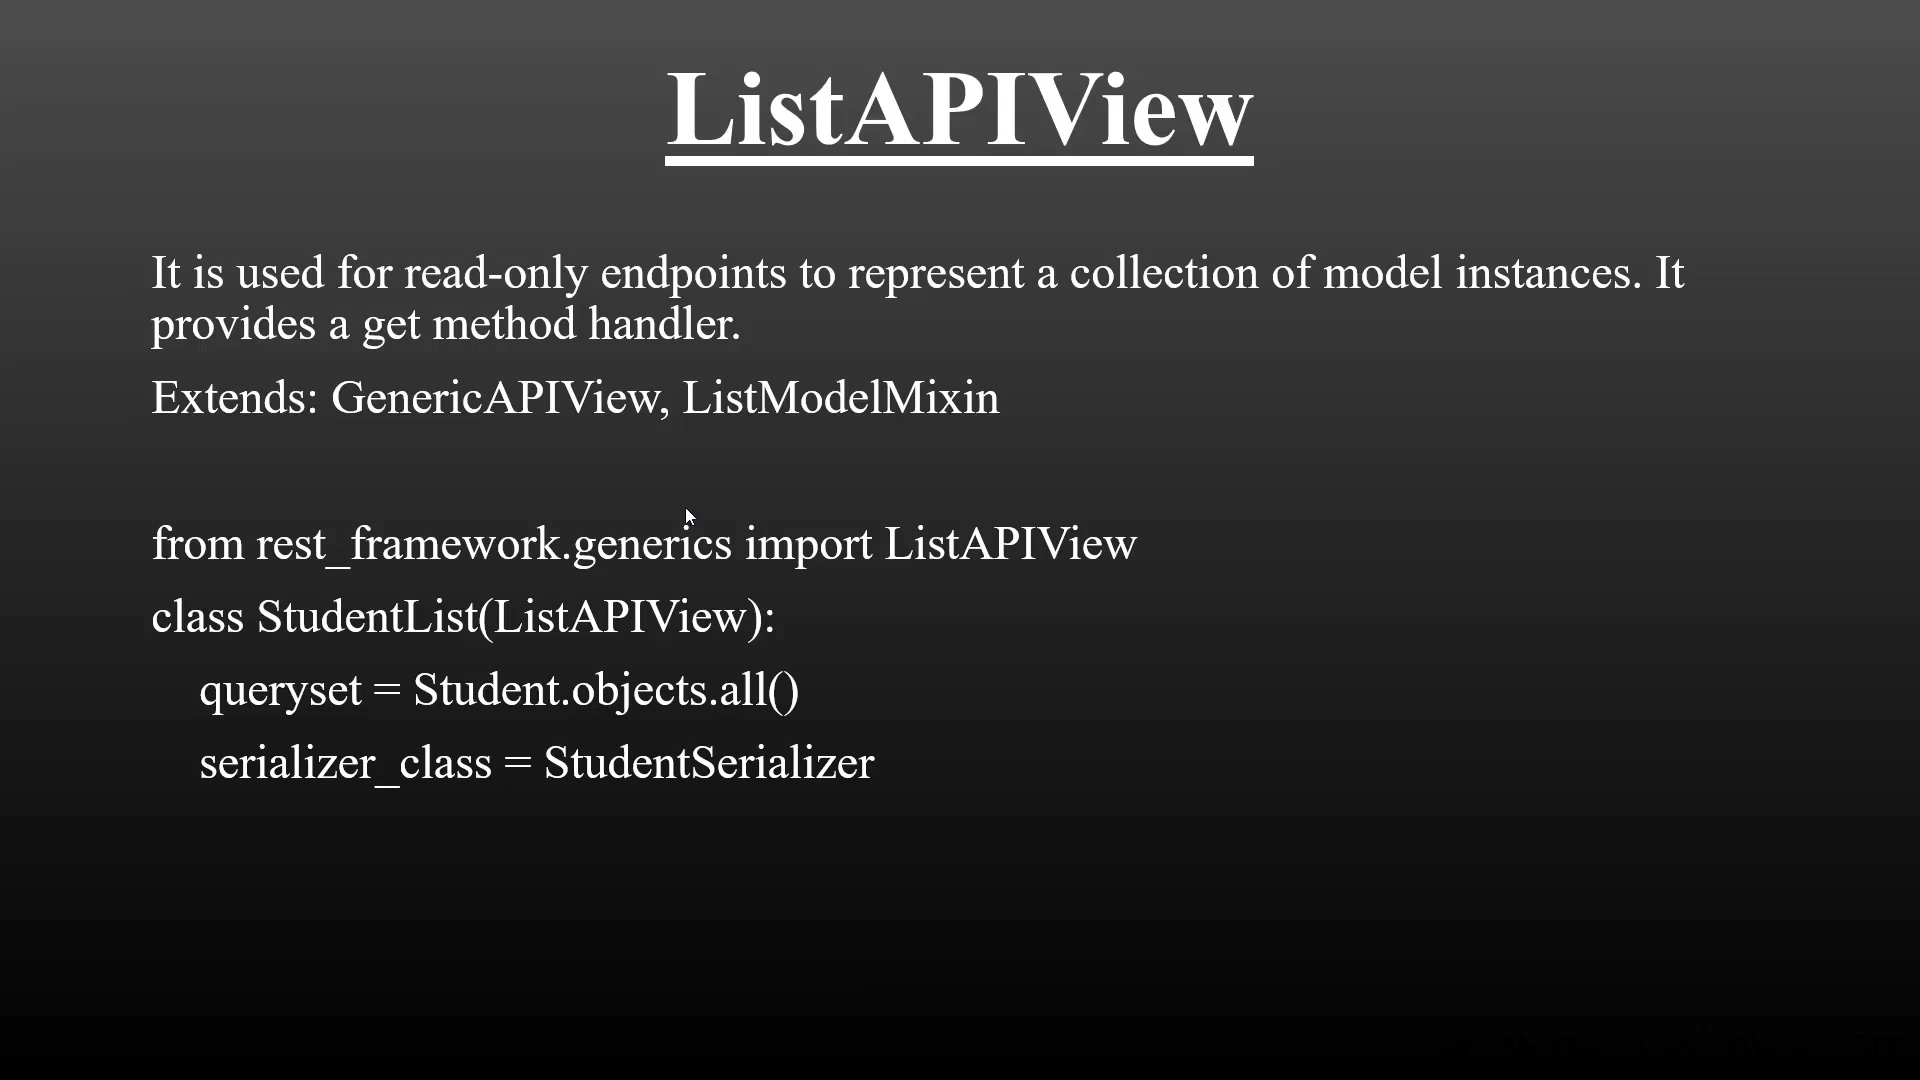 ListAPIView
It is used for read-only endpoints to represent a collection of model instances. It
provides a get method handler.
Extends: GenericAPIView, ListModelMixin
from rest_framework.generics import ListAPIView
class StudentList(ListAPIView):
queryset = Student.objects.all()
serializer_class = StudentSerializer